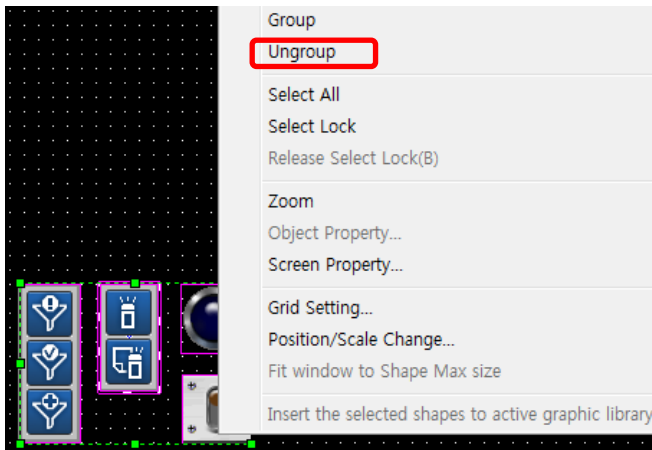 Group
Ungroup
Select All
Select Lock
Release Select Lock(B)
Zoom
Object Property...
Screen Property...
Grid Setting...
Position/Scale Change...
Fit window to Shape Max size
Insert the selected shapes to active graphic library